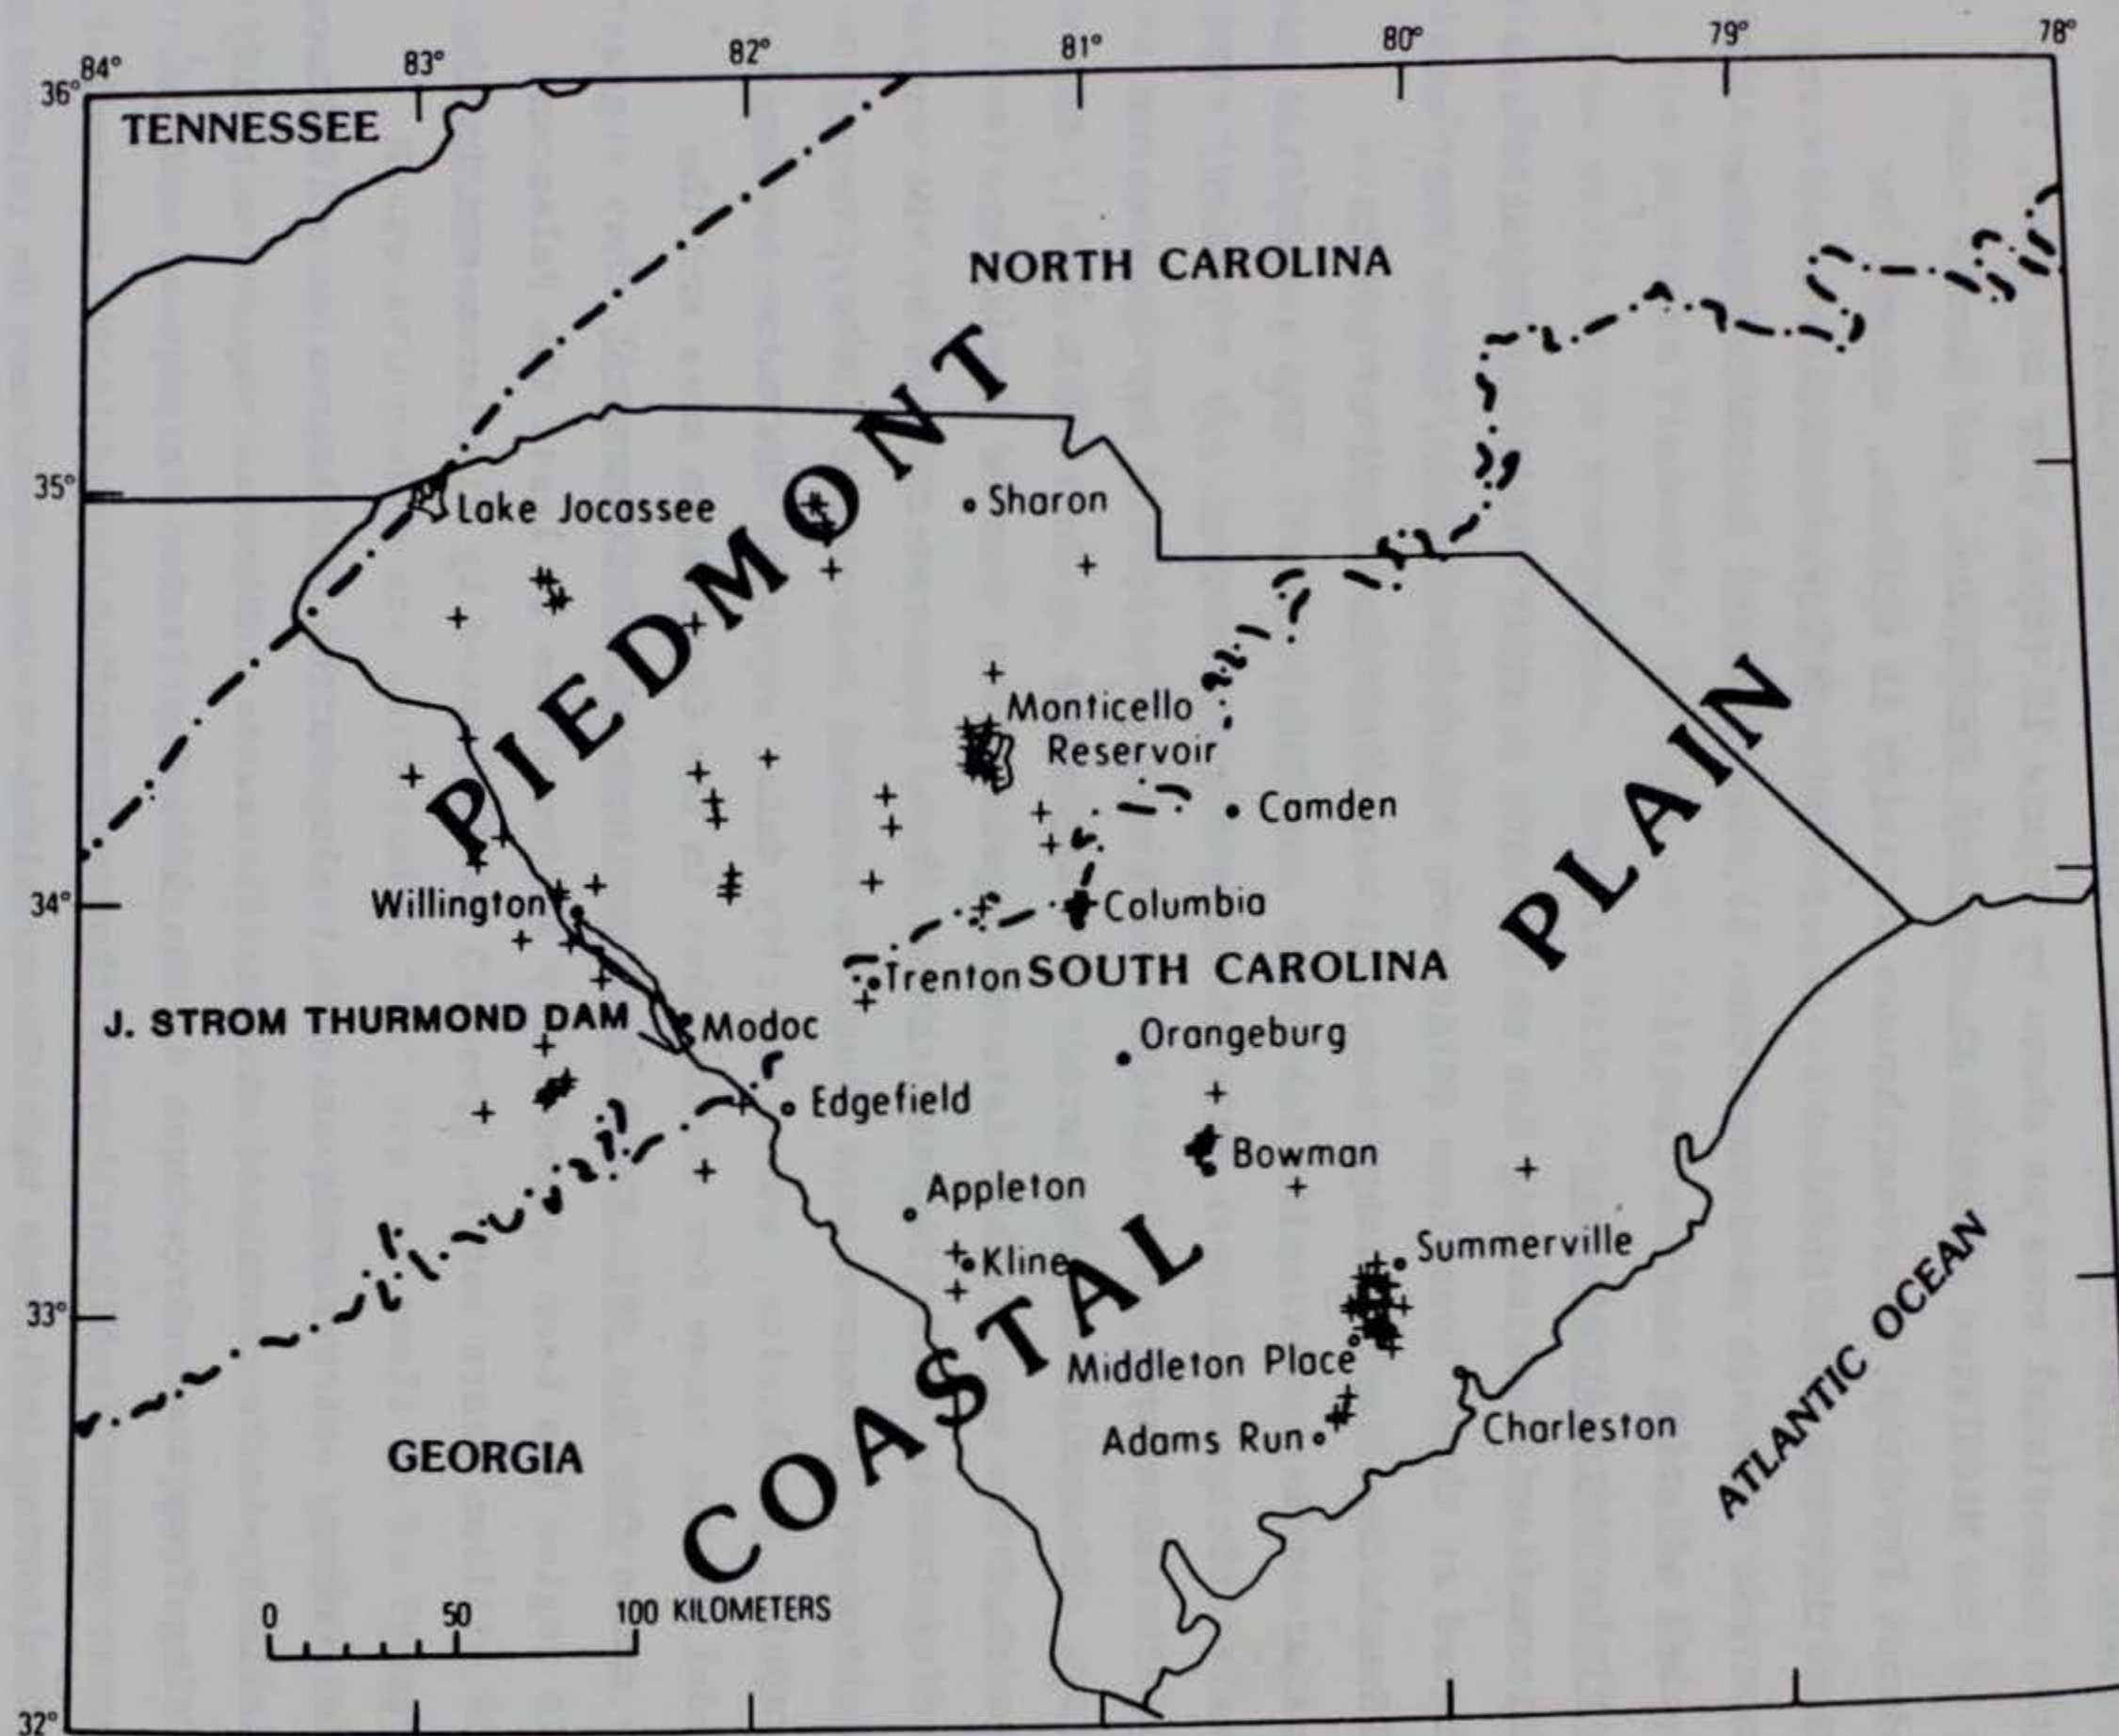 84°
83°
82°
81°
80°
79°
78°
36°
TENNESSEE
NORTH CAROLINA
PIEDMONT
35°
Lake Jocassee
Sharon
Monticello
Reservoir
Camden
COASTAL PLAIN
34°
Willington
Columbia
Trenton
SOUTH CAROLINA
J. STROM THURMOND DAM
Modoc
Orangeburg
Edgefield
Bowman
Appleton
Kline
Summerville
33°
Middleton Place
Adams Run
Charleston
ATLANTIC OCEAN
GEORGIA
0 50 100 KILOMETERS
32°